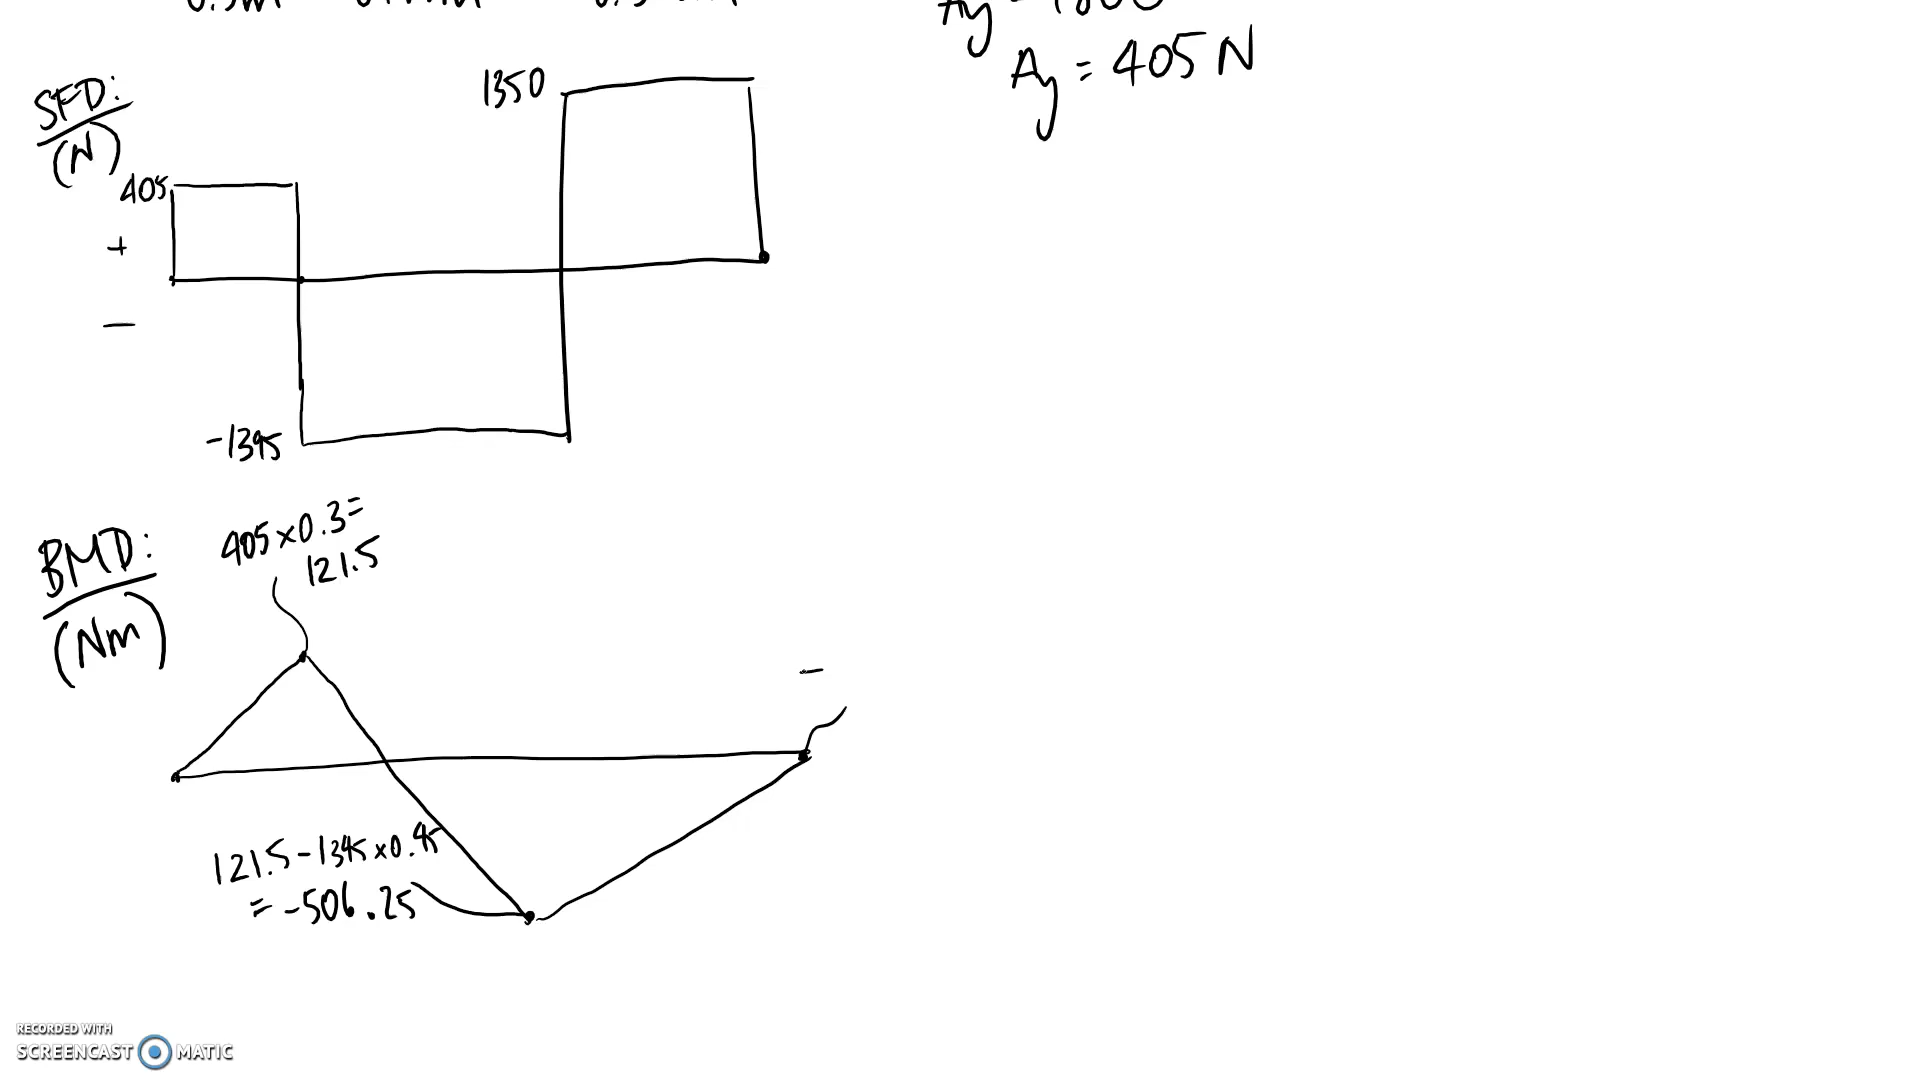 Ay = 405 N
SFD:
(N)
1350
405
+
-
-1395
BMD:
(Nm)
405 x 0.3 =
121.5
-
121.5 - 1395 x 0.45
= -506.25
RECORDED WITH
SCREENCAST MATIC